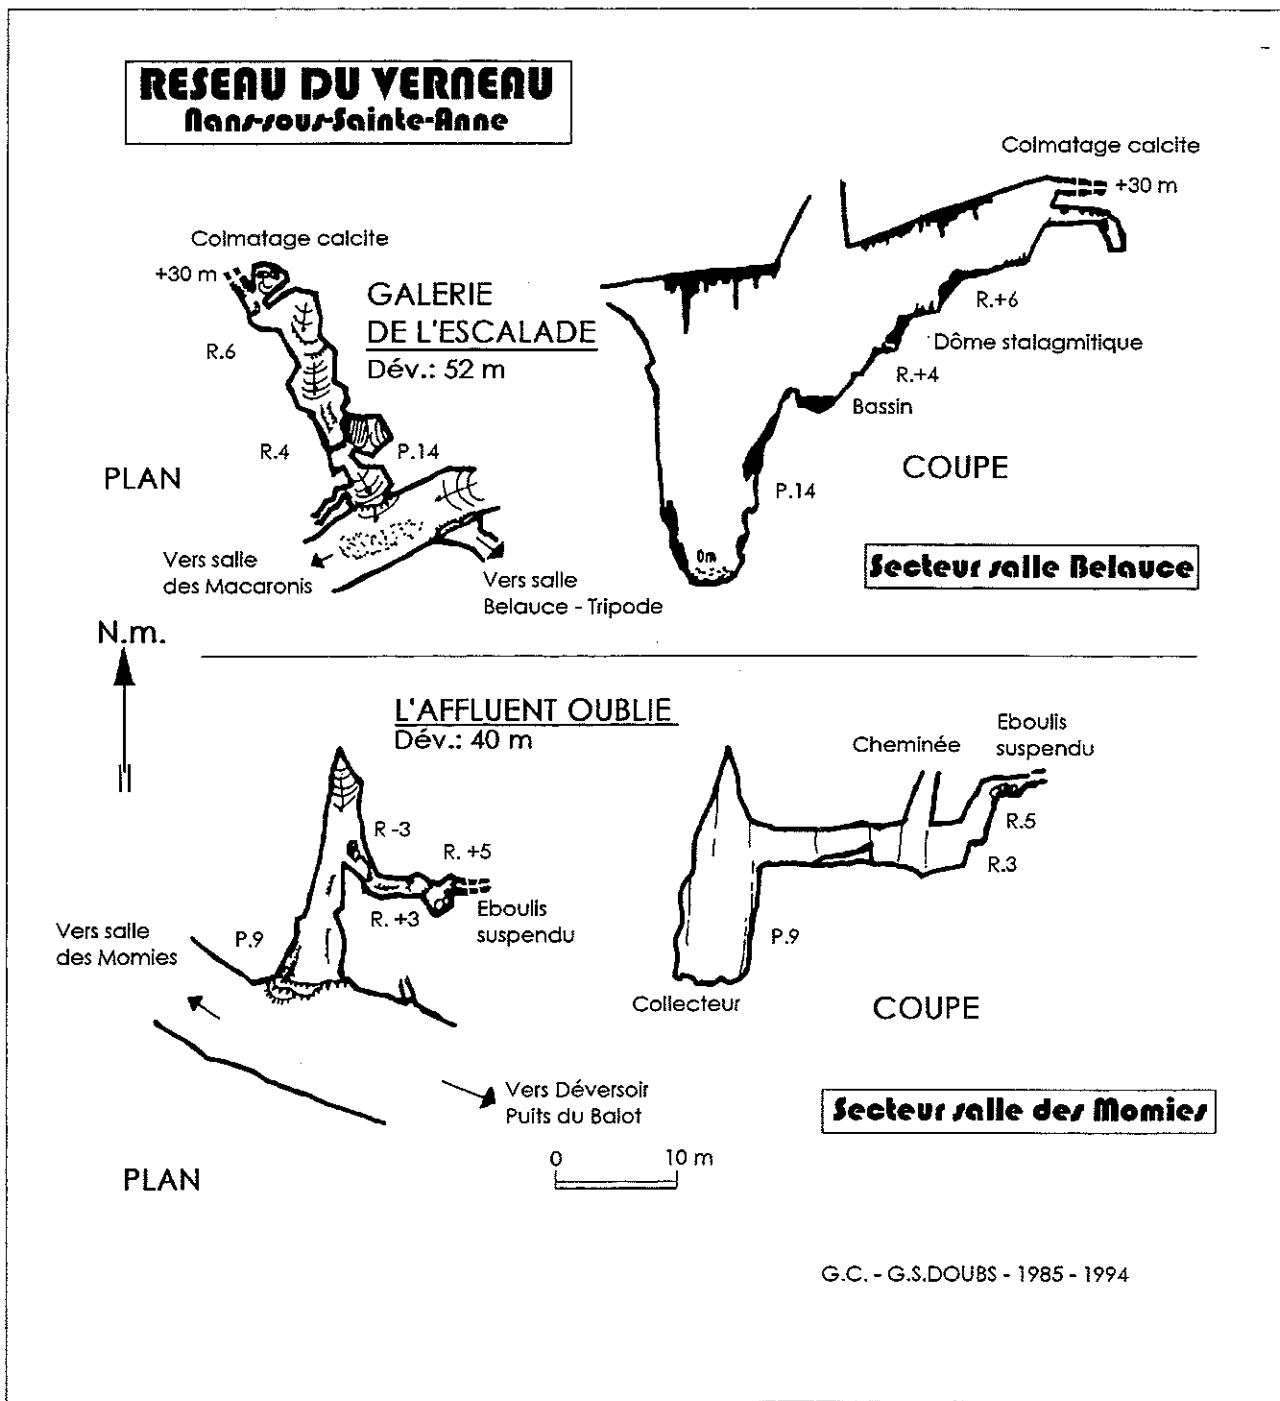 RESEAU DU VERNEAU
Nans-sous-Sainte-Anne
Colmatage calcite
+30 m
GALERIE
DE L'ESCALADE
Dév.: 52 m
R.6
R.4
P.14
PLAN
Vers salle
des Macaronis
Vers salle
Belauce - Tripode
Colmatage calcite
+30 m
R.+6
Dôme stalagmitique
R.+4
Bassin
P.14
COUPE
0m
Secteur salle Belauce
N.m.
L'AFFLUENT OUBLIE
Dév.: 40 m
R -3
R. +5
R. +3
Eboulis
suspendu
P.9
Vers salle
des Momies
Vers Déversoir
Puits du Balot
PLAN
Cheminée
Eboulis
suspendu
R.5
R.3
P.9
Collecteur
COUPE
Secteur salle des Momies
0 10 m
G.C. - G.S.DOUBS - 1985 - 1994